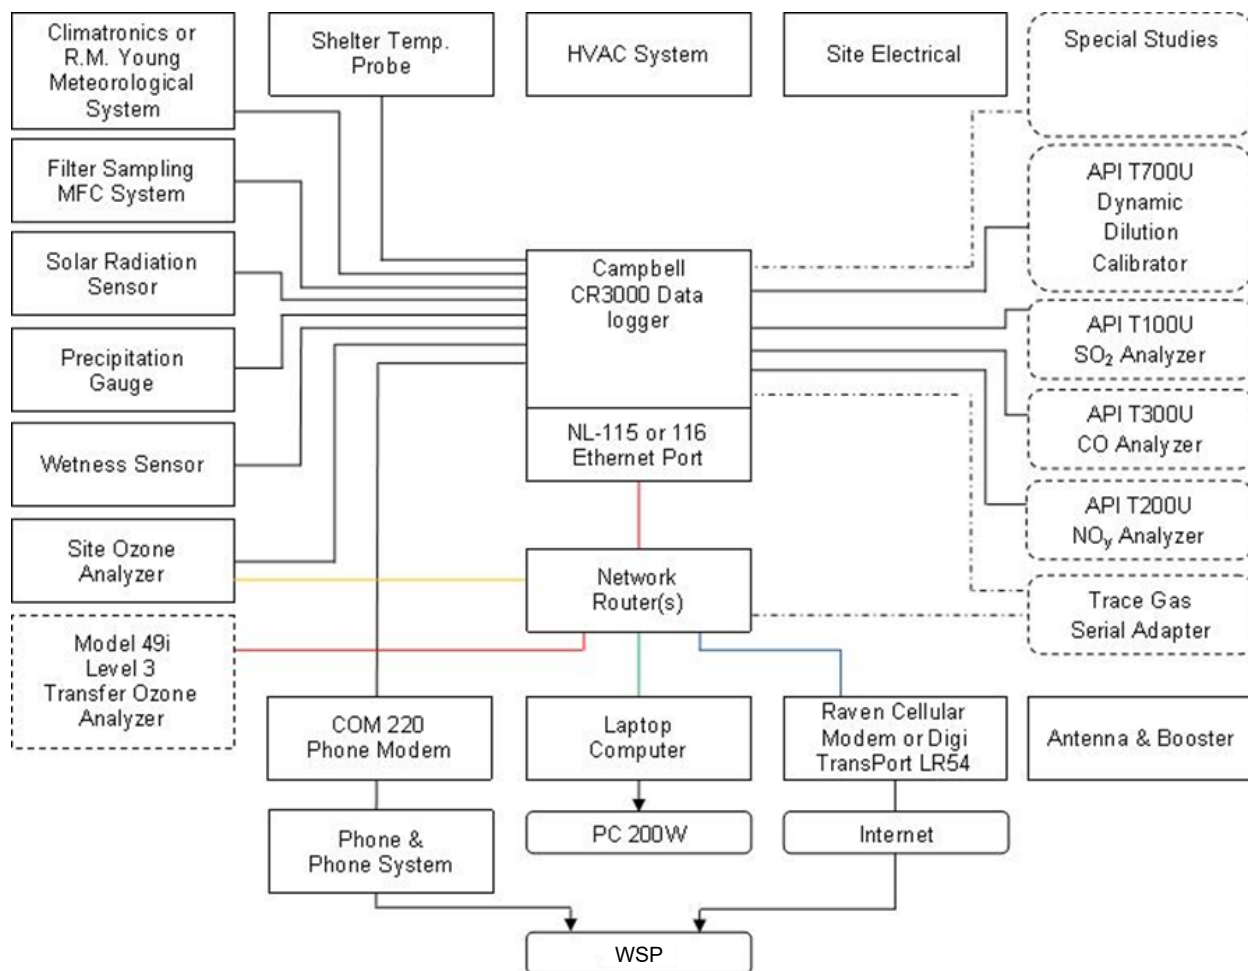 Climatronics or
R.M. Young
Meteorological
System
Shelter Temp.
Probe
HVAC System
Site Electrical
Special Studies
Filter Sampling
MFC System
API T700U
Dynamic
Dilution
Calibrator
Solar Radiation
Sensor
Campbell
CR3000 Data
logger
Precipitation
Gauge
API T100U
SO₂ Analyzer
Wetness Sensor
NL-115 or 116
Ethernet Port
API T300U
CO Analyzer
API T200U
NOᵧ Analyzer
Site Ozone
Analyzer
Network
Router(s)
Trace Gas
Serial Adapter
Model 49i
Level 3
Transfer Ozone
Analyzer
COM 220
Phone Modem
Laptop
Computer
Raven Cellular
Modem or Digi
TransPort LR54
Antenna & Booster
Phone &
Phone System
PC 200W
Internet
WSP